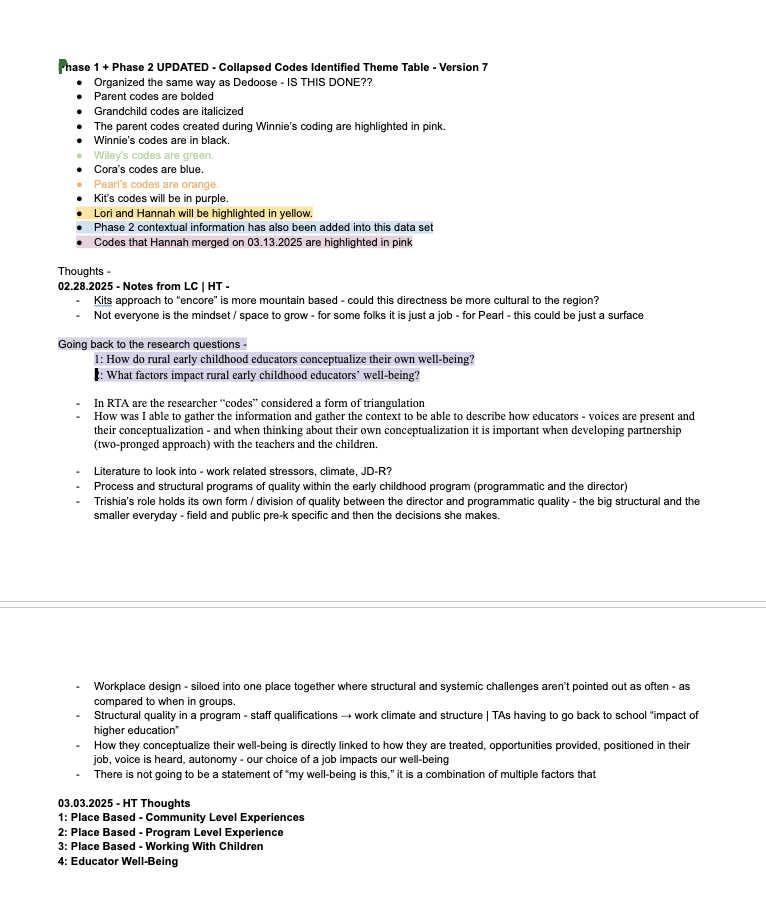 Phase 1 + Phase 2 UPDATED - Collapsed Codes Identified Theme Table - Version 7
● Organized the same way as Dedoose - IS THIS DONE??
● Parent codes are bolded
● Grandchild codes are italicized
● The parent codes created during Winnie's coding are highlighted in pink.
● Winnie's codes are in black.
● Wiley's codes are green.
● Cora's codes are blue.
● Pearl's codes are orange.
● Kit's codes will be in purple.
● Lori and Hannah will be highlighted in yellow.
● Phase 2 contextual information has also been added into this data set
● Codes that Hannah merged on 03.13.2025 are highlighted in pink
Thoughts -
02.28.2025 - Notes from LC | HT -
- Kits approach to “encore” is more mountain based - could this directness be more cultural to the region?
- Not everyone is the mindset / space to grow - for some folks it is just a job - for Pearl - this could be just a surface
Going back to the research questions -
1: How do rural early childhood educators conceptualize their own well-being?
2: What factors impact rural early childhood educators’ well-being?
- In RTA are the researcher “codes” considered a form of triangulation
- How was I able to gather the information and gather the context to be able to describe how educators - voices are present and
their conceptualization - and when thinking about their own conceptualization it is important when developing partnership
(two-pronged approach) with the teachers and the children.
- Literature to look into - work related stressors, climate, JD-R?
- Process and structural programs of quality within the early childhood program (programmatic and the director)
- Trishia's role holds its own form / division of quality between the director and programmatic quality - the big structural and the
smaller everyday - field and public pre-k specific and then the decisions she makes.
- Workplace design - siloed into one place together where structural and systemic challenges aren't pointed out as often - as
compared to when in groups.
- Structural quality in a program - staff qualifications → work climate and structure | TAs having to go back to school “impact of
higher education”
- How they conceptualize their well-being is directly linked to how they are treated, opportunities provided, positioned in their
job, voice is heard, autonomy - our choice of a job impacts our well-being
- There is not going to be a statement of “my well-being is this,” it is a combination of multiple factors that
03.03.2025 - HT Thoughts
1: Place Based - Community Level Experiences
2: Place Based - Program Level Experience
3: Place Based - Working With Children
4: Educator Well-Being